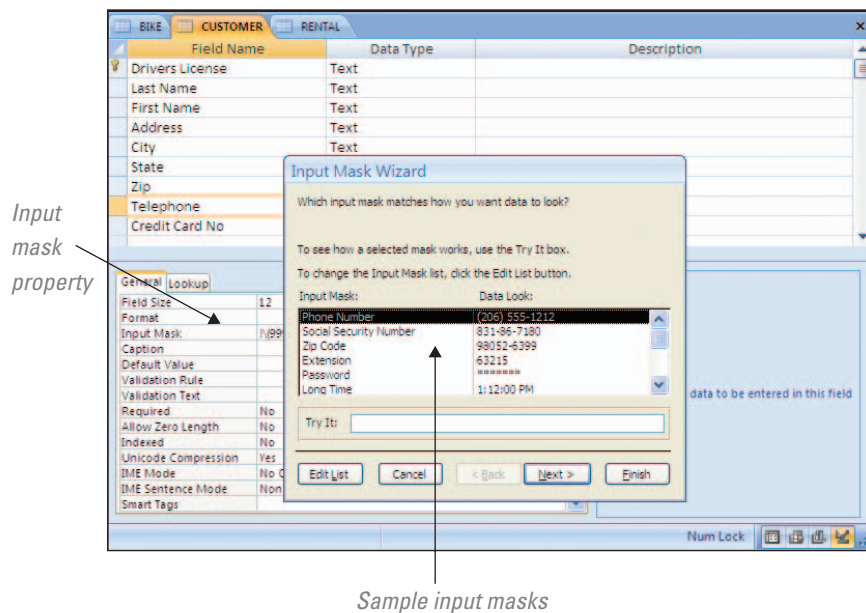 BIKE CUSTOMER RENTAL
Field Name Data Type Description
Drivers License Text
Last Name Text
First Name Text
Address Text
City Text
State
Zip
Telephone
Credit Card No
Input
mask
property
Input Mask Wizard
Which input mask matches how you want data to look?
To see how a selected mask works, use the Try It box.
To change the Input Mask list, click the Edit List button.
Input Mask: Data Look:
Phone Number (206) 555-1212
Social Security Number 831-86-7180
Zip Code 98052-6399
Extension 63215
Password *******
Long Time 1:12:00 PM
Try It:
Edit List Cancel < Back Next > Finish
General Lookup
Field Size 12
Format
Input Mask
Caption
Default Value
Validation Rule
Validation Text
Required No
Allow Zero Length No
Indexed No
Unicode Compression Yes
IME Mode No C
IME Sentence Mode Non
Smart Tags
data to be entered in this field
Num Lock
Sample input masks